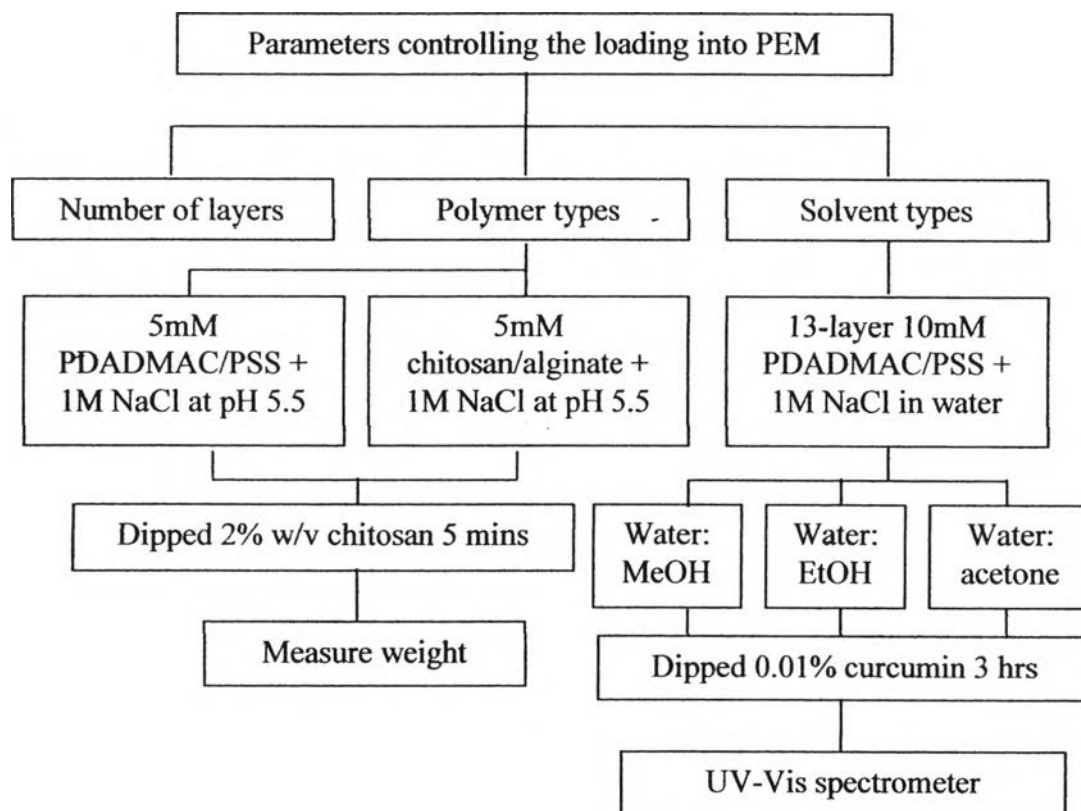 Parameters controlling the loading into PEM
Number of layers
Polymer types
Solvent types
5mM
PDADMAC/PSS +
1M NaCl at pH 5.5
5mM
chitosan/alginate +
1M NaCl at pH 5.5
13-layer 10mM
PDADMAC/PSS +
1M NaCl in water
Dipped 2% w/v chitosan 5 mins
Measure weight
Water:
MeOH
Water:
EtOH
Water:
acetone
Dipped 0.01% curcumin 3 hrs
UV-Vis spectrometer